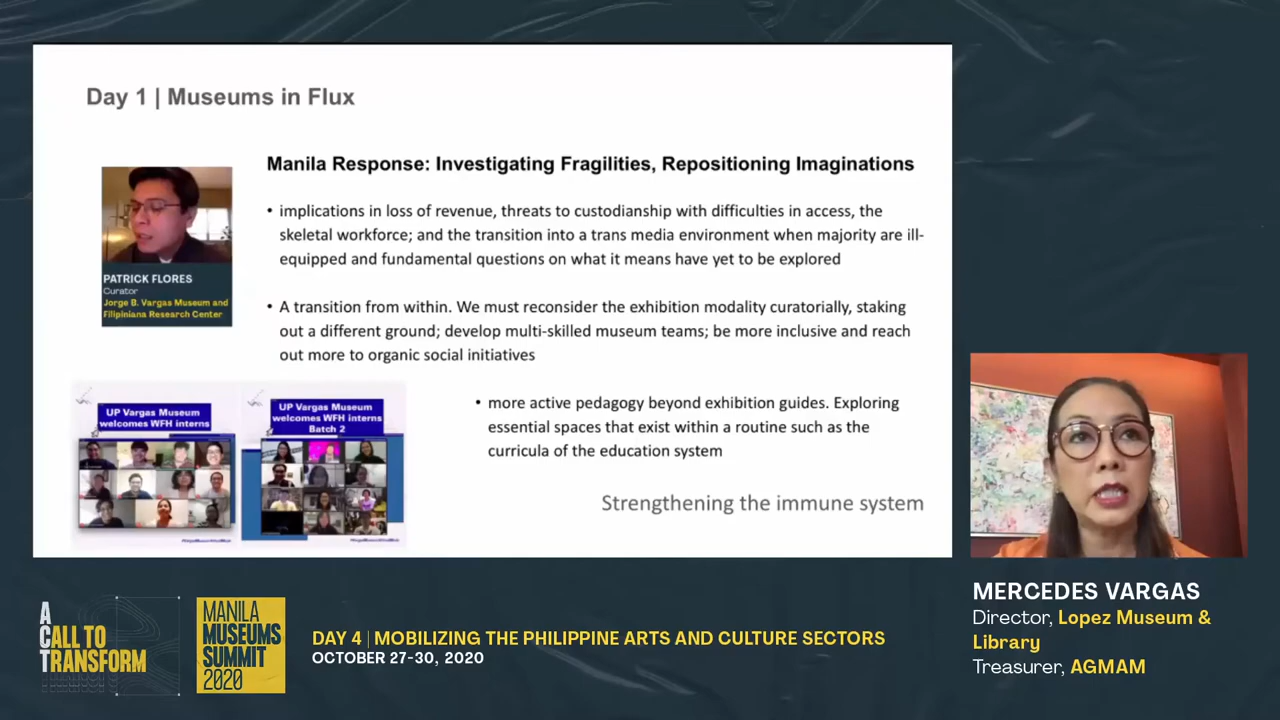 Day 1 | Museums in Flux
Manila Response: Investigating Fragilities, Repositioning Imaginations
• implications in loss of revenue, threats to custodianship with difficulties in access, the
skeletal workforce; and the transition into a trans media environment when majority are ill-
equipped and fundamental questions on what it means have yet to be explored
PATRICK FLORES
Curator
Jorge B. Vargas Museum and
Filipiniana Research Center
• A transition from within. We must reconsider the exhibition modality curatorially, staking
out a different ground; develop multi-skilled museum teams; be more inclusive and reach
out more to organic social initiatives
UP Vargas Museum
welcomes WFH interns
UP Vargas Museum
welcomes WFH interns
Batch 2
• more active pedagogy beyond exhibition guides. Exploring
essential spaces that exist within a routine such as the
curricula of the education system
Strengthening the immune system
MERCEDES VARGAS
Director, Lopez Museum &
Library
Treasurer, AGMAM
A
CALL TO
TRANSFORM
MANILA
MUSEUMS
SUMMIT
2020
DAY 4 | MOBILIZING THE PHILIPPINE ARTS AND CULTURE SECTORS
OCTOBER 27-30, 2020